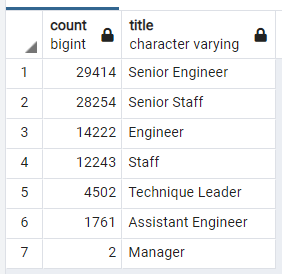 count bigint title character varying
1 29414 Senior Engineer
2 28254 Senior Staff
3 14222 Engineer
4 12243 Staff
5 4502 Technique Leader
6 1761 Assistant Engineer
7 2 Manager